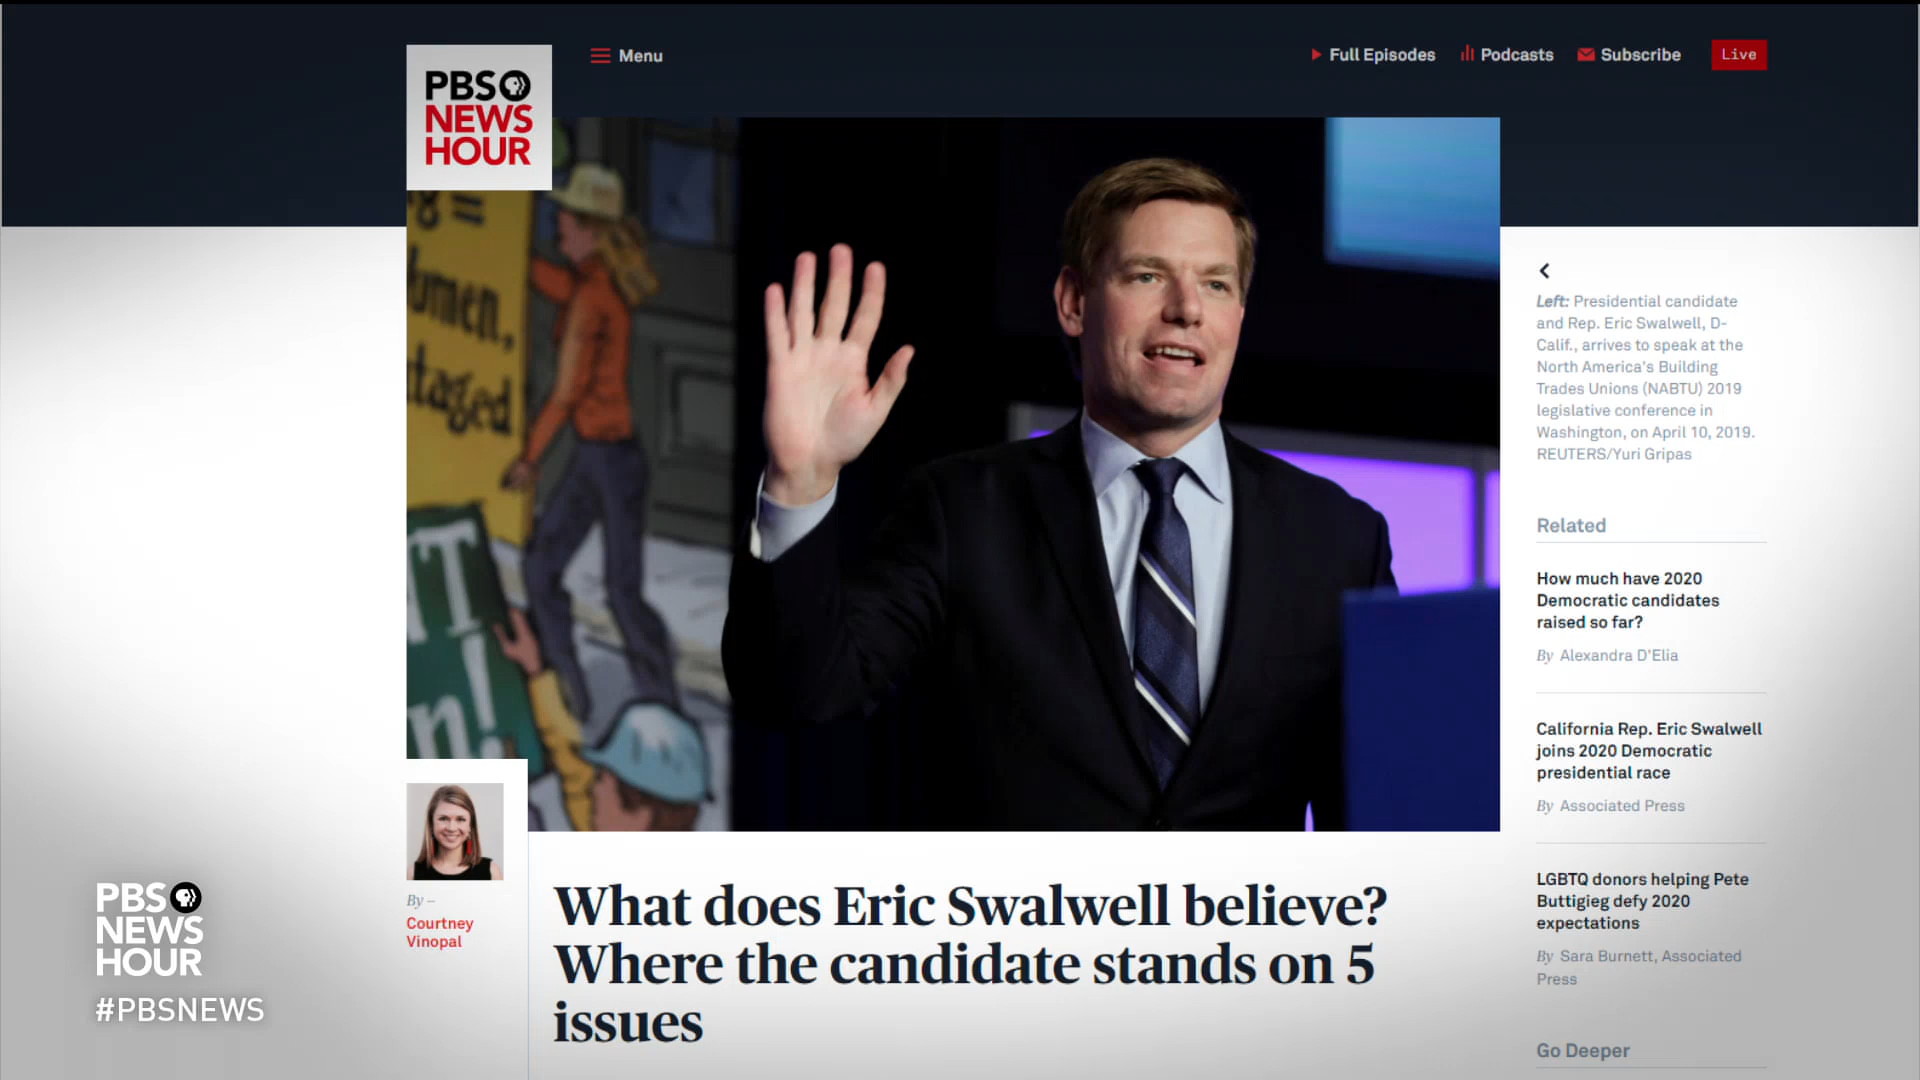 PBS
NEWS
HOUR
Menu
Full Episodes
Podcasts
Subscribe
Live
Left: Presidential candidate
and Rep. Eric Swalwell, D-
Calif., arrives to speak at the
North America's Building
Trades Unions (NABTU) 2019
legislative conference in
Washington, on April 10, 2019.
REUTERS/Yuri Gripas
Related
How much have 2020
Democratic candidates
raised so far?
By Alexandra D'Elia
California Rep. Eric Swalwell
joins 2020 Democratic
presidential race
By Associated Press
LGBTQ donors helping Pete
Buttigieg defy 2020
expectations
By Sara Burnett, Associated
Press
Go Deeper
By –
Courtney
Vinopal
What does Eric Swalwell believe?
Where the candidate stands on 5
issues
PBS
NEWS
HOUR
#PBSNEWS